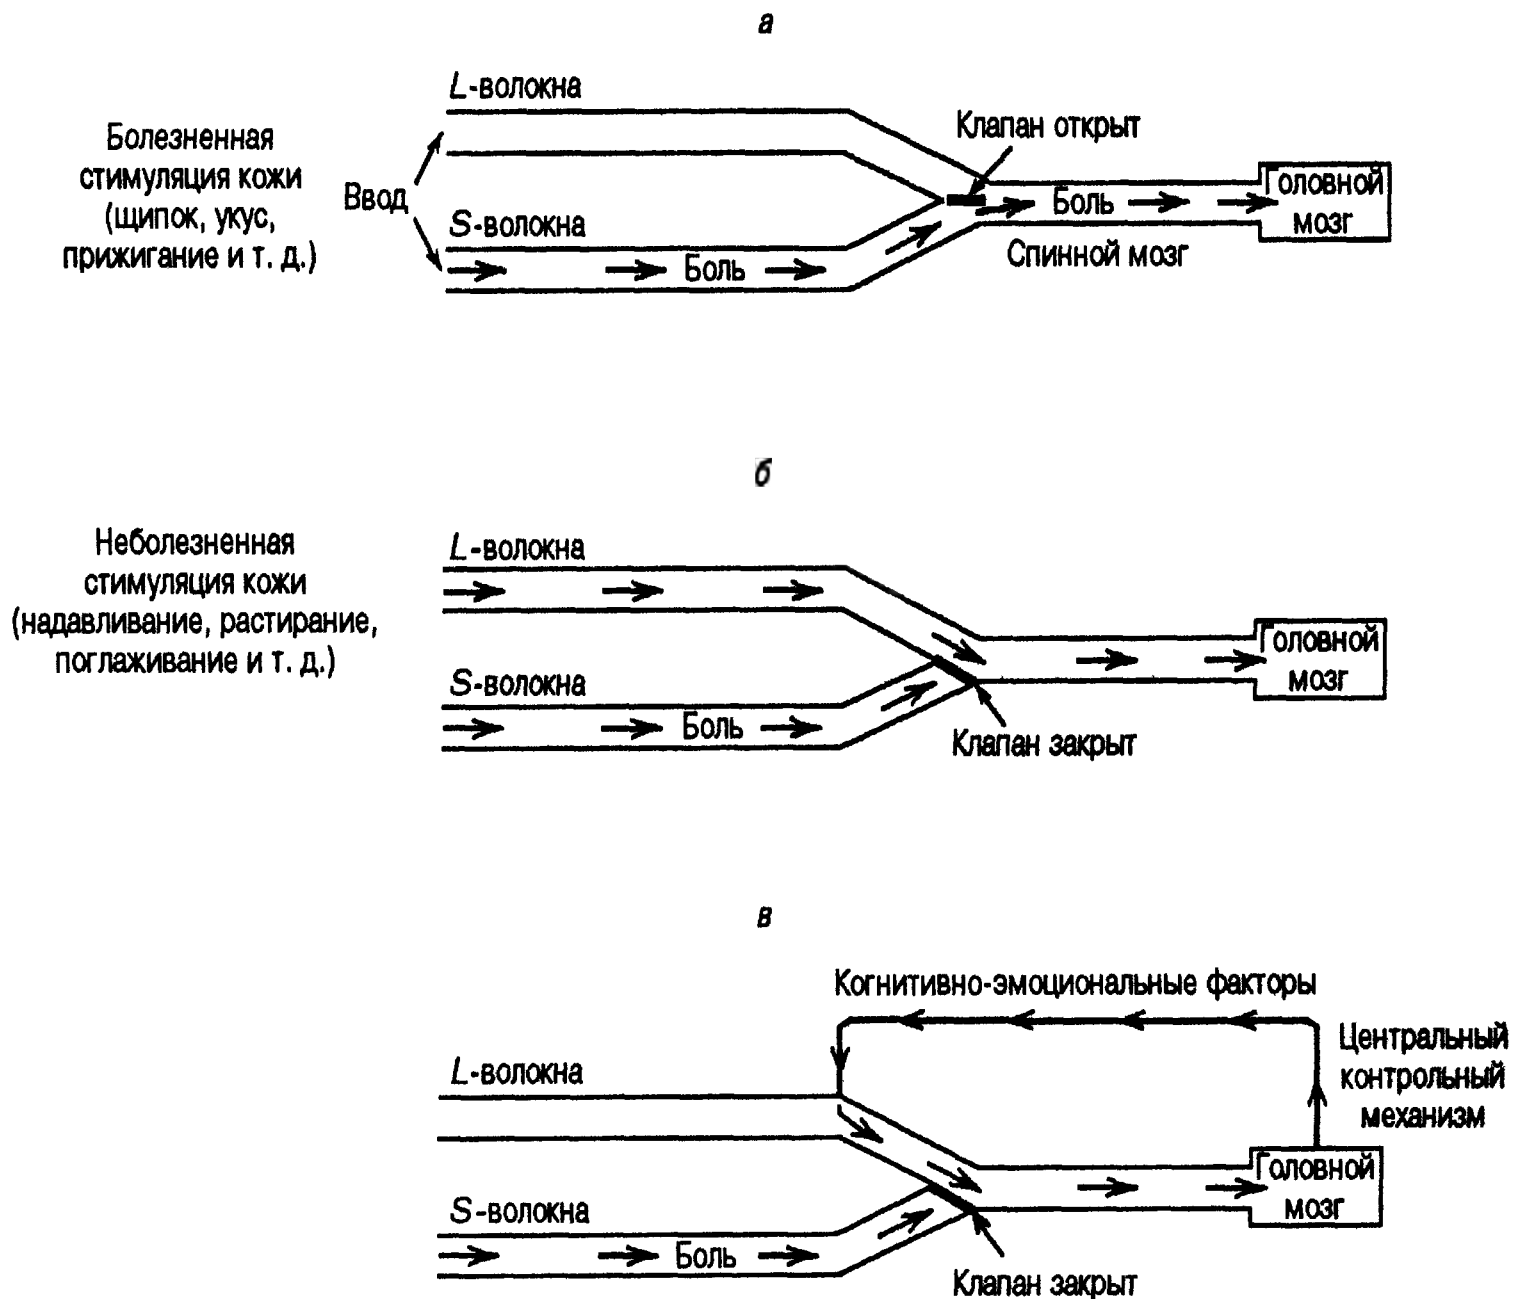 а
L-волокна
Болезненная
стимуляция кожи
(щипок, укус,
прижигание и т. д.)
Ввод
S-волокна
Боль
Клапан открыт
Боль
Спинной мозг
Головной
мозг
б
Неболезненная
стимуляция кожи
(надавливание, растирание,
поглаживание и т. д.)
L-волокна
S-волокна
Боль
Клапан закрыт
Головной
мозг
в
Когнитивно-эмоциональные факторы
Центральный
контрольный
механизм
L-волокна
S-волокна
Боль
Клапан закрыт
Головной
мозг